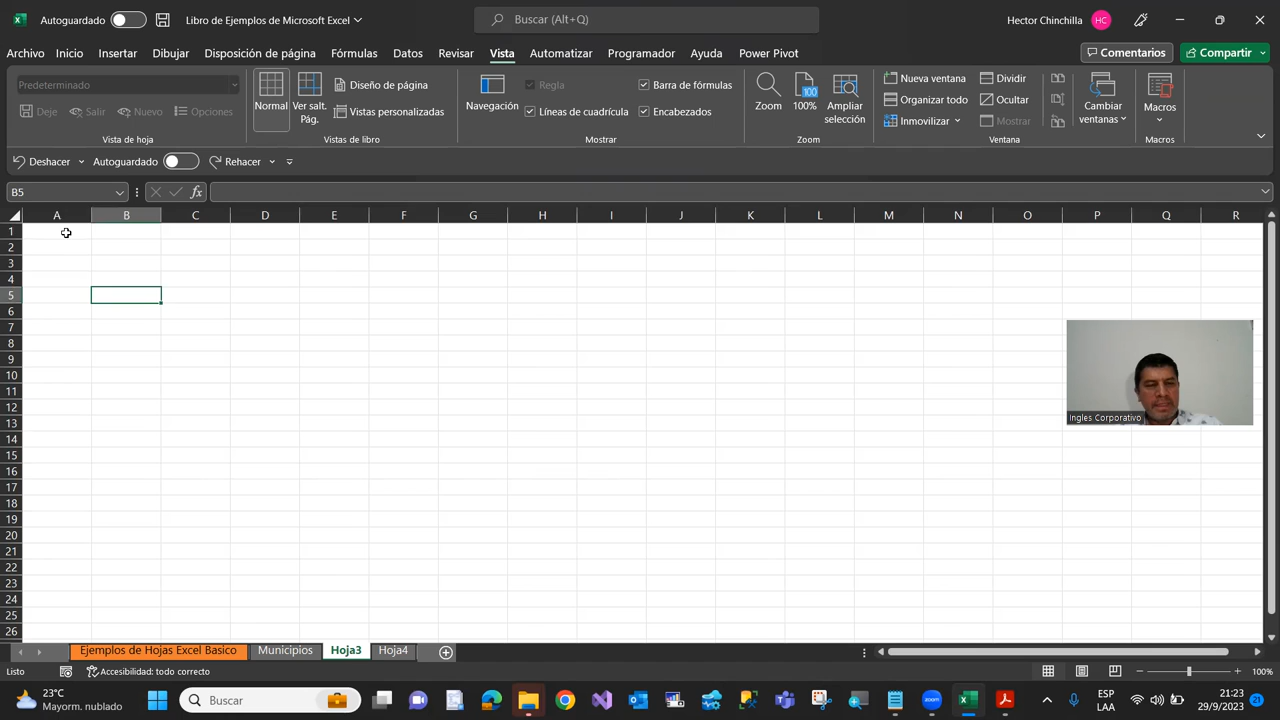 Autoguardado Libro de Ejemplos de Microsoft Excel Buscar (Alt+Q) Hector Chinchilla HC
Archivo Inicio Insertar Dibujar Disposición de página Fórmulas Datos Revisar Vista Automatizar Programador Ayuda Power Pivot Comentarios Compartir
Predeterminado
Deje Salir Nuevo Opciones
Vista de hoja
Normal
Ver salt. Pág.
Diseño de página
Vistas personalizadas
Vistas de libro
Navegación
Regla Barra de fórmulas
Líneas de cuadrícula Encabezados
Mostrar
Zoom
100
100%
Ampliar selección
Zoom
Nueva ventana Dividir
Organizar todo Ocultar
Inmovilizar Mostrar
Cambiar ventanas
Ventana
Macros
Macros
Deshacer Autoguardado Rehacer
B5 fx
A B C D E F G H I J K L M N O P Q R
1
2
3
4
5
6
7
8
9
10
11
12
13
14
15
16
17
18
19
20
21
22
23
24
25
26
Ingles Corporativo
Ejemplos de Hojas Excel Basico Municipios Hoja3 Hoja4
Listo Accesibilidad: todo correcto 100%
23°C
Mayorm. nublado
Buscar
ESP
LAA
21:23
29/9/2023
21